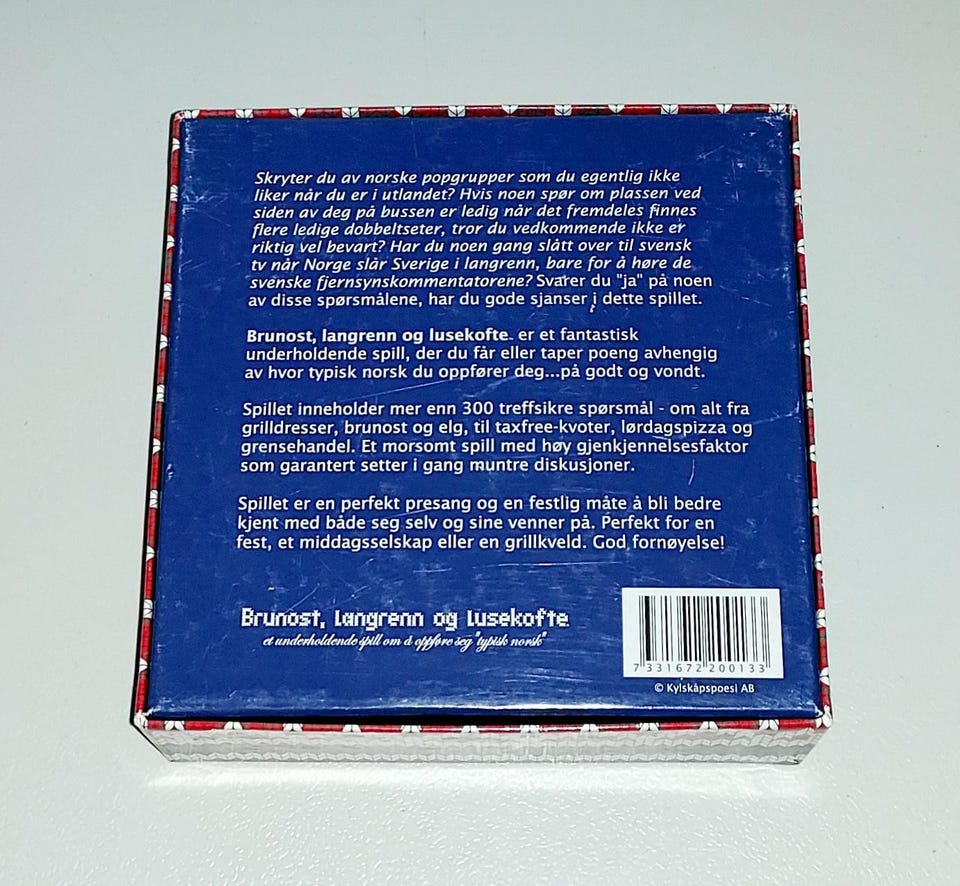 Skryter du av norske popgrupper som du egentlig ikke
liker når du er i utlandet? Hvis noen spør om plassen ved
siden av deg på bussen er ledig når det fremdeles finnes
flere ledige dobbeltseter, tror du vedkommende ikke er
riktig vel bevart? Har du noen gang slått over til svensk
tv når Norge slår Sverige i langrenn, bare for å høre de
svenske fjernsynskommentatorene? Svarer du "ja" på noen
av disse spørsmålene, har du gode sjanser i dette spillet.
Brunost, langrenn og lusekofte er et fantastisk
underholdende spill, der du får eller taper poeng avhengig
av hvor typisk norsk du oppfører deg...på godt og vondt.
Spillet inneholder mer enn 300 treffsikre spørsmål - om alt fra
grilldresser, brunost og elg, til taxfree-kvoter, lørdagspizza og
grensehandel. Et morsomt spill med høy gjenkjennelsesfaktor
som garantert setter i gang muntre diskusjoner.
Spillet er en perfekt presang og en festlig måte å bli bedre
kjent med både seg selv og sine venner på. Perfekt for en
fest, et middagsselskap eller en grillkveld. God fornøyelse!
Brunost, langrenn og lusekofte
et underholdende spill om å oppføre seg "typisk norsk"
7 331672 200133
© Kylskåpspoesi AB